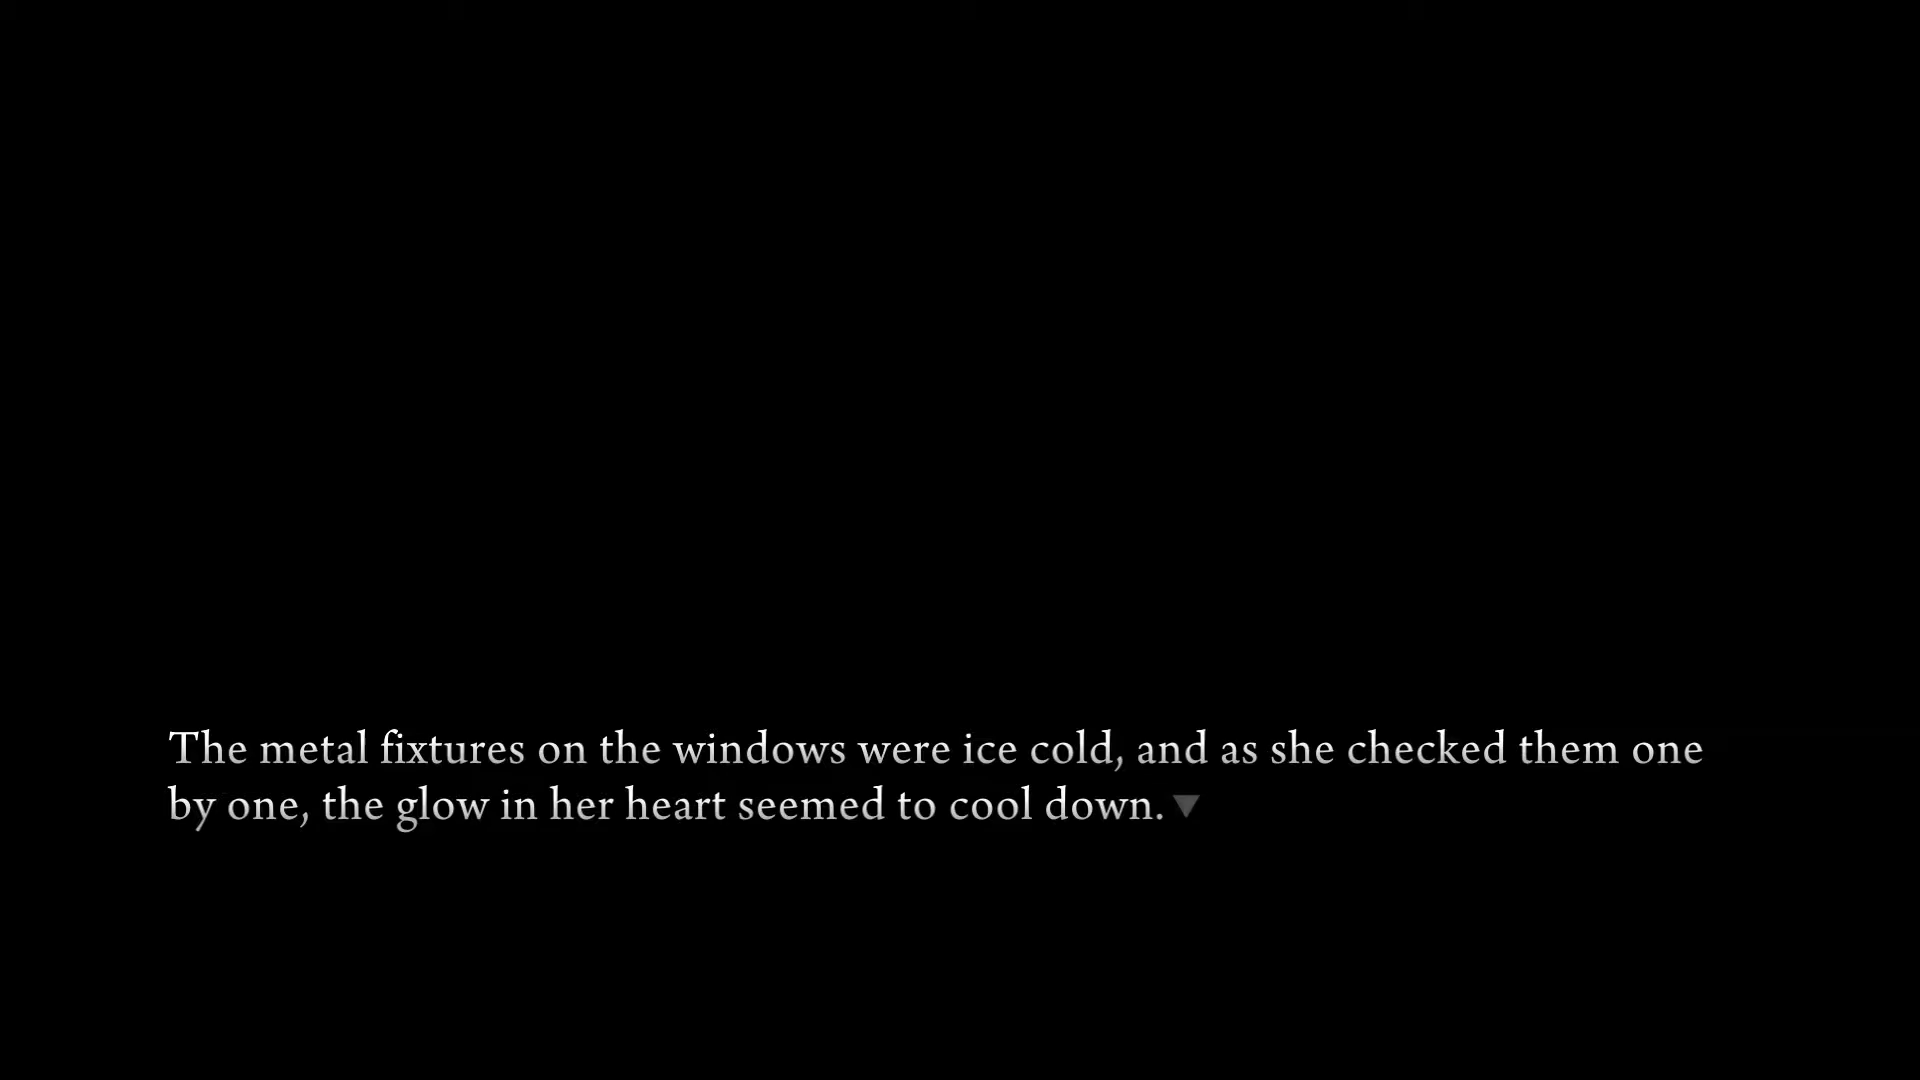 The metal fixtures on the windows were ice cold, and as she checked them one
by one, the glow in her heart seemed to cool down.